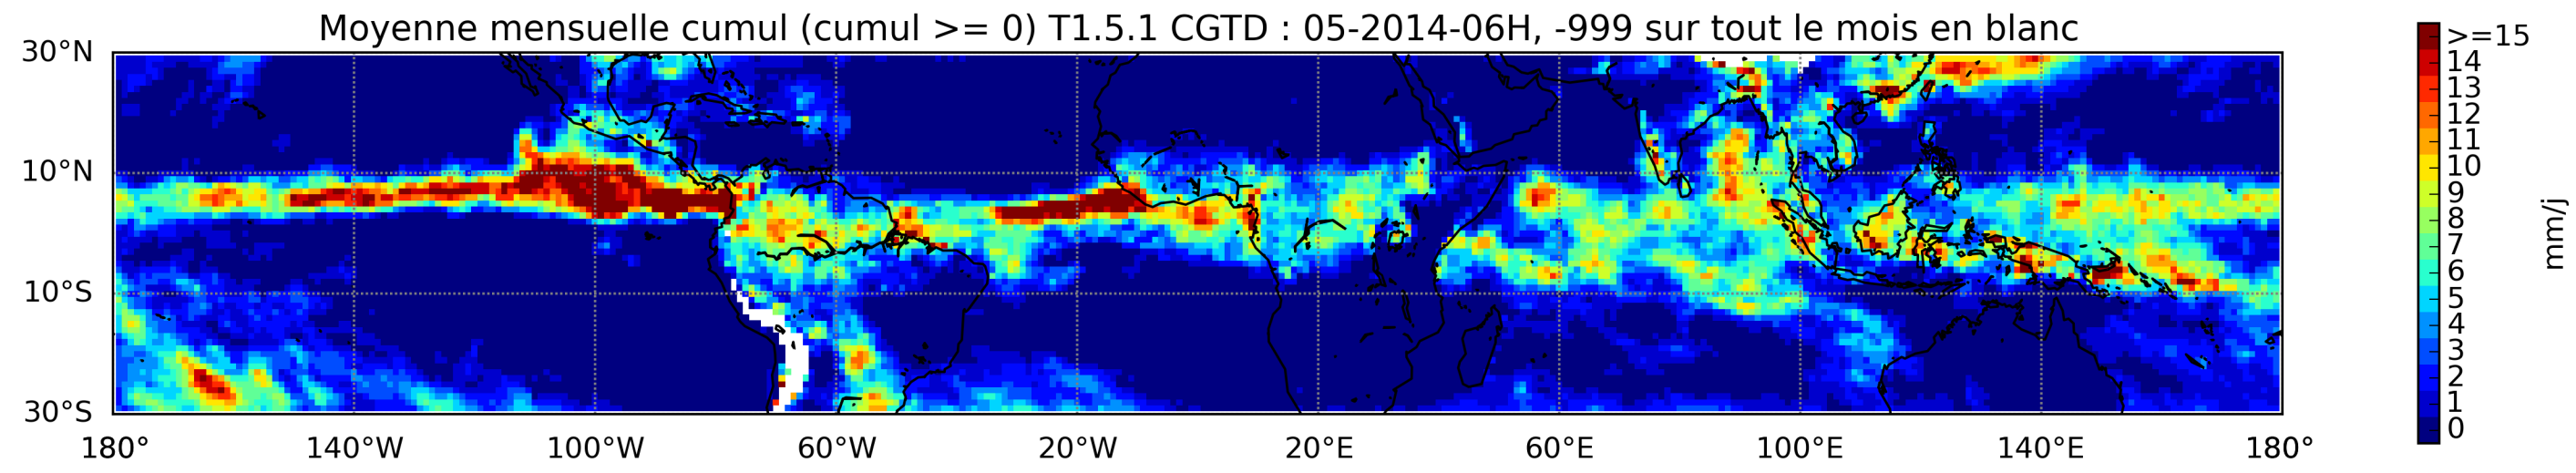 Moyenne mensuelle cumul (cumul >= 0) T1.5.1 CGTD : 05-2014-06H, -999 sur tout le mois en blanc
30°N
10°N
10°S
30°S
180° 140°W 100°W 60°W 20°W 20°E 60°E 100°E 140°E 180°
>=15
14
13
12
11
10
9
8
7
6
5
4
3
2
1
0
mm/j